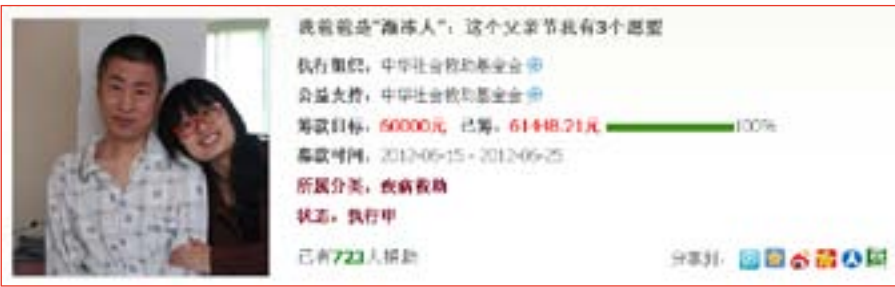 我爸爸是"渐冻人"：这个父亲节我有3个愿望
执行组织：中华社会救助基金会
公益支持：中华社会救助基金会
筹款目标：60000元 已筹：61448.21元 100%
募款时间：2012-06-15 - 2012-06-25
所属分类：疾病救助
状态：执行中
已有723人捐助
分享到：